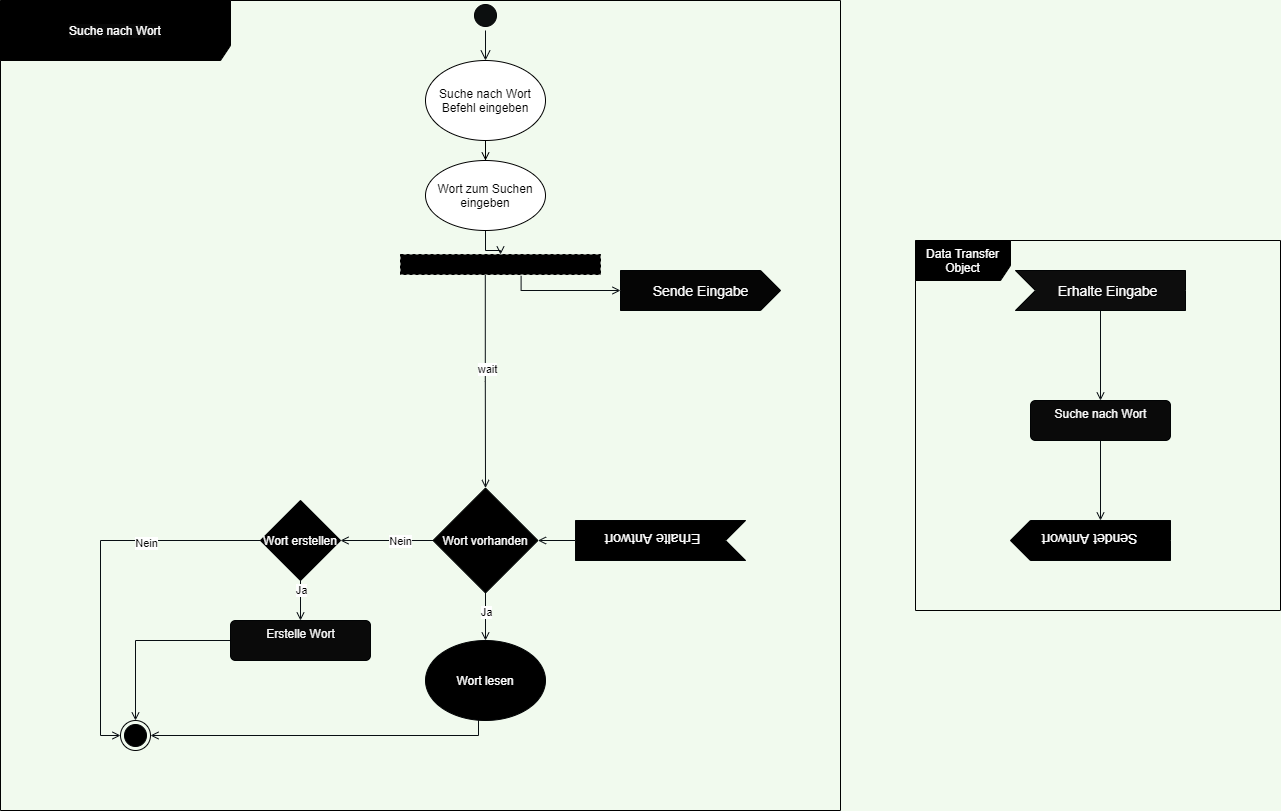 Suche nach Wort
Suche nach Wort
Befehl eingeben
Wort zum Suchen
eingeben
Sende Eingabe
wait
Nein
Wort erstellen
Nein
Wort vorhanden
Erhalte Antwort
Ja
Ja
Erstelle Wort
Wort lesen
Data Transfer
Object
Erhalte Eingabe
Suche nach Wort
Sendet Antwort